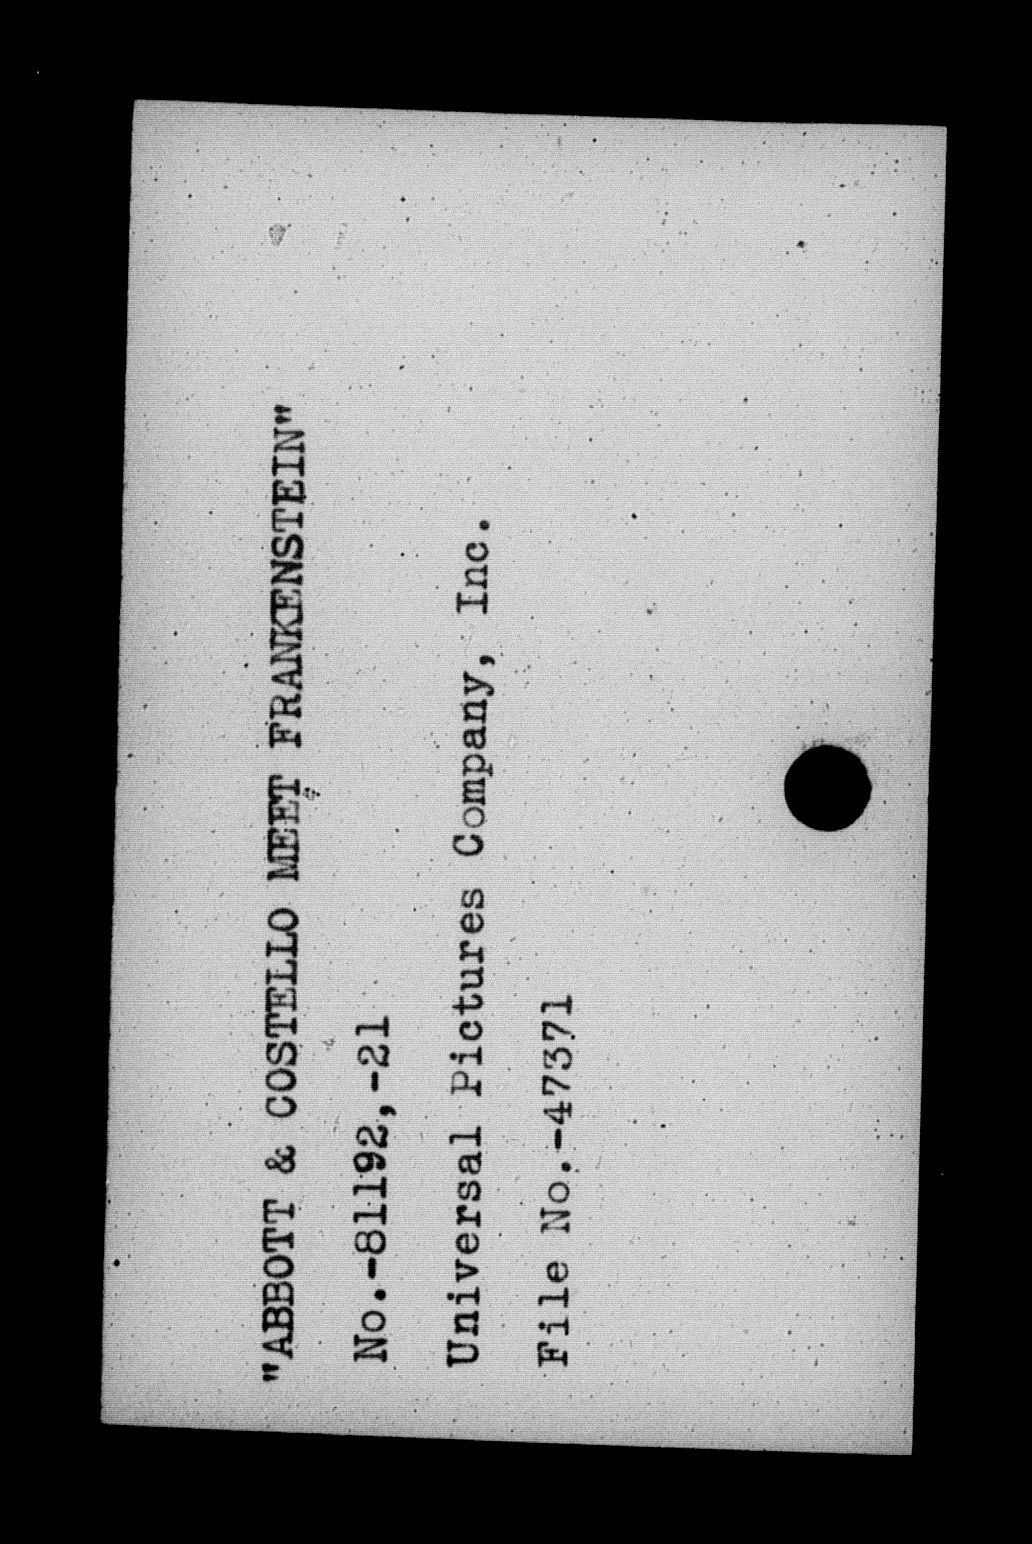 "ABBOTT & COSTELLO MEET FRANKENSTEIN"
No.-81192,-21
Universal Pictures Company, Inc.
File No.-47371